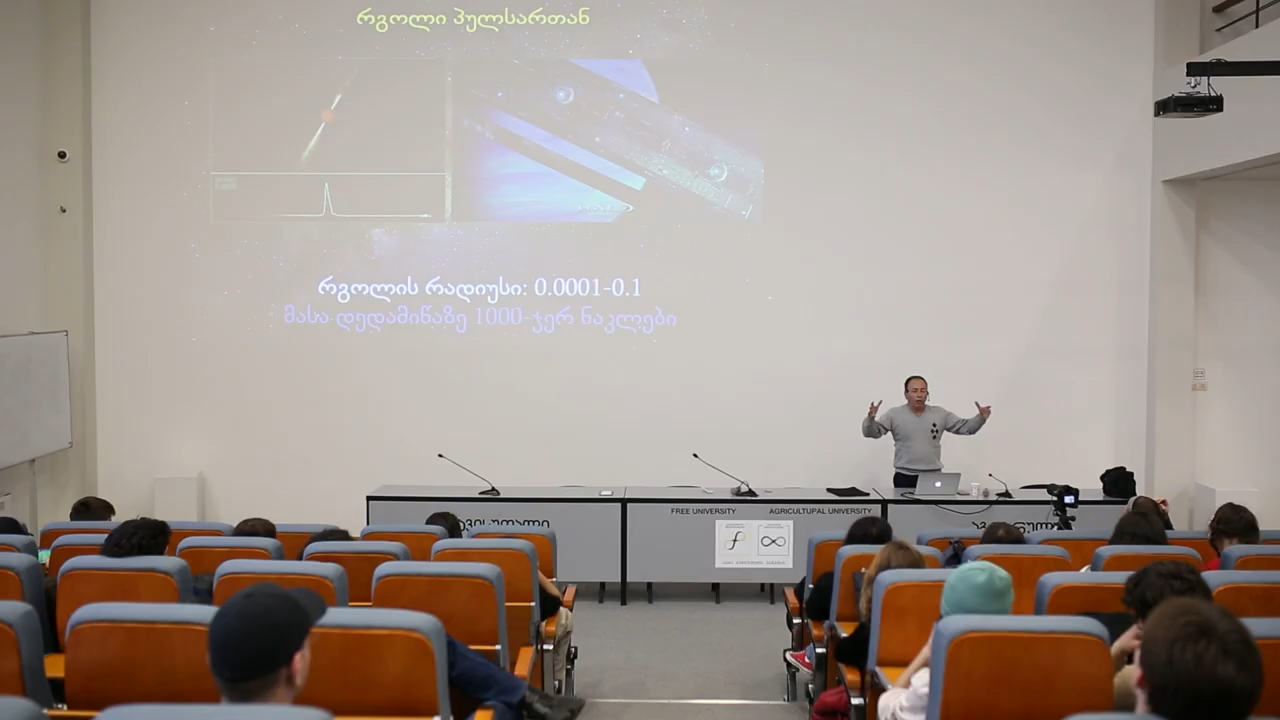 რგოლი პულსართან
რგოლის რადიუსი: 0.0001-0.1
მასა დედამიწაზე 1000-ჯერ ნაკლები
FREE UNIVERSITY
AGRICULTURAL UNIVERSITY